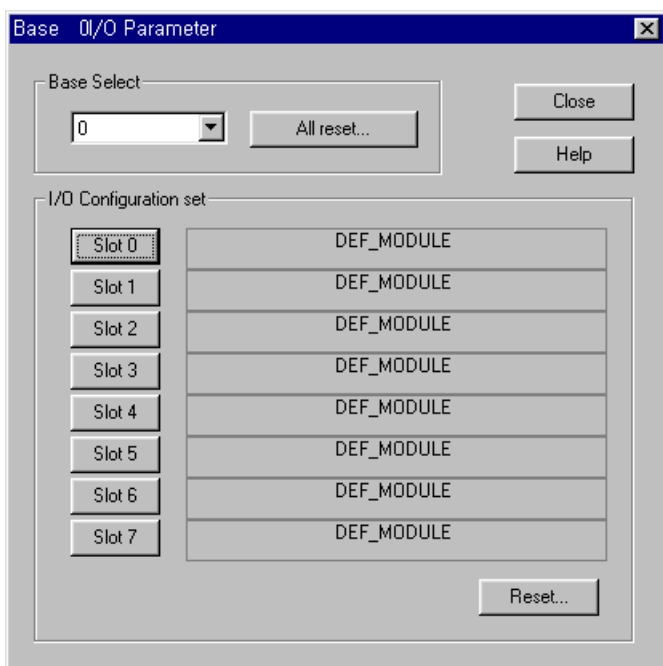 Base 0I/O Parameter
Base Select
0
All reset...
Close
Help
I/O Configuration set
Slot 0 DEF_MODULE
Slot 1 DEF_MODULE
Slot 2 DEF_MODULE
Slot 3 DEF_MODULE
Slot 4 DEF_MODULE
Slot 5 DEF_MODULE
Slot 6 DEF_MODULE
Slot 7 DEF_MODULE
Reset...